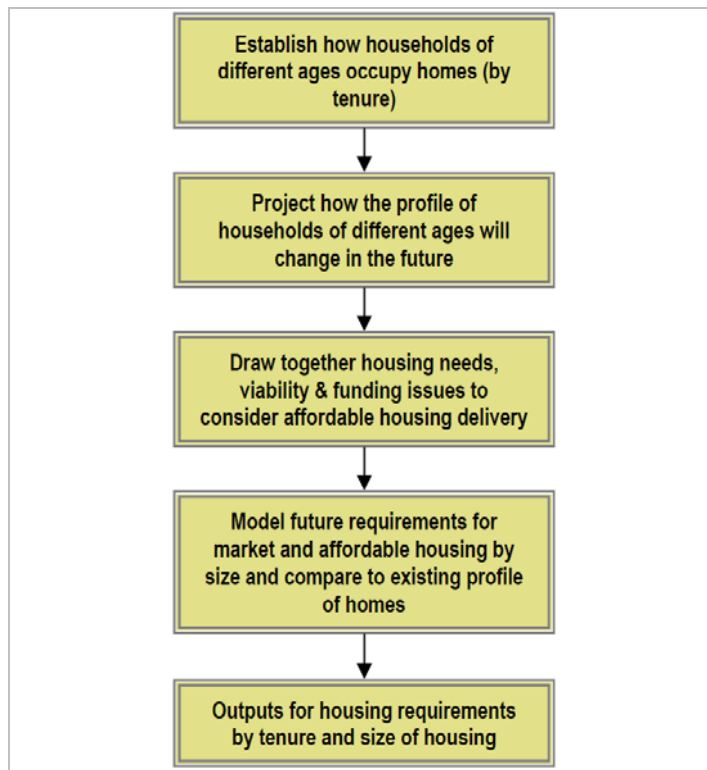 Establish how households of
different ages occupy homes (by
tenure)
Project how the profile of
households of different ages will
change in the future
Draw together housing needs,
viability & funding issues to
consider affordable housing delivery
Model future requirements for
market and affordable housing by
size and compare to existing profile
of homes
Outputs for housing requirements
by tenure and size of housing